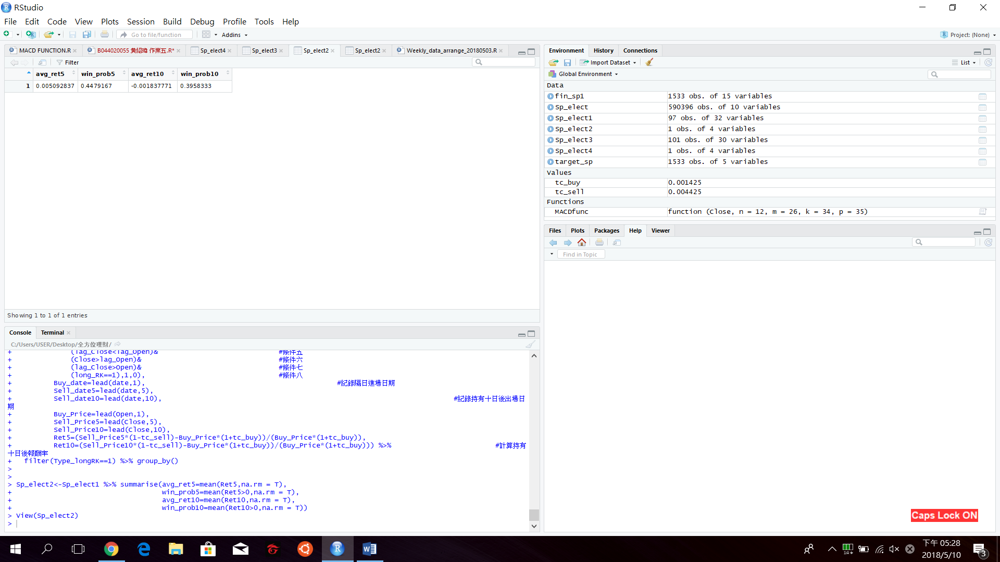 RStudio
File Edit Code View Plots Session Build Debug Profile Tools Help
Go to file/function
Addins
Project: (None)
MACD FUNCTION.R
B044020055 黃紹瑋 作業五.R*
Sp_elect4
Sp_elect3
Sp_elect2
Sp_elect2
Weekly_data_arrange_20180503.R
Filter
avg_ret5 win_prob5 avg_ret10 win_prob10
1 0.005092837 0.4479167 -0.001837771 0.3958333
Showing 1 to 1 of 1 entries
Console Terminal
C:/Users/USER/Desktop/全方位理財/
+ (lag_Close<lag_Open)& #條件五
+ (Close>lag_Open)& #條件六
+ (lag_Close>Open)& #條件七
+ (long_RK==1),1,0), #條件八
+ Buy_date=lead(date,1), #紀錄隔日進場日期
+ Sell_date5=lead(date,5),
+ Sell_date10=lead(date,10), #紀錄持有十日後出場日
期
+ Buy_Price=lead(Open,1),
+ Sell_Price5=lead(Close,5),
+ Sell_Price10=lead(Close,10),
+ Ret5=(Sell_Price5*(1-tc_sell)-Buy_Price*(1+tc_buy))/(Buy_Price*(1+tc_buy)),
+ Ret10=(Sell_Price10*(1-tc_sell)-Buy_Price*(1+tc_buy))/(Buy_Price*(1+tc_buy))) %>% #計算持有
十日後報酬率
+ filter(Type_longRK==1) %>% group_by()
>
>
> Sp_elect2<-Sp_elect1 %>% summarise(avg_ret5=mean(Ret5,na.rm = T),
+ win_prob5=mean(Ret5>0,na.rm = T),
+ avg_ret10=mean(Ret10,na.rm = T),
+ win_prob10=mean(Ret10>0,na.rm = T))
> View(Sp_elect2)
>
Environment History Connections
Import Dataset
List
Global Environment
Data
fin_sp1 1533 obs. of 15 variables
Sp_elect 590396 obs. of 10 variables
Sp_elect1 97 obs. of 32 variables
Sp_elect2 1 obs. of 4 variables
Sp_elect3 101 obs. of 30 variables
Sp_elect4 1 obs. of 4 variables
target_sp 1533 obs. of 5 variables
Values
tc_buy 0.001425
tc_sell 0.004425
Functions
MACDfunc function (Close, n = 12, m = 26, k = 34, p = 35)
Files Plots Packages Help Viewer
Find in Topic
Caps Lock ON
下午 05:28
2018/5/10
3